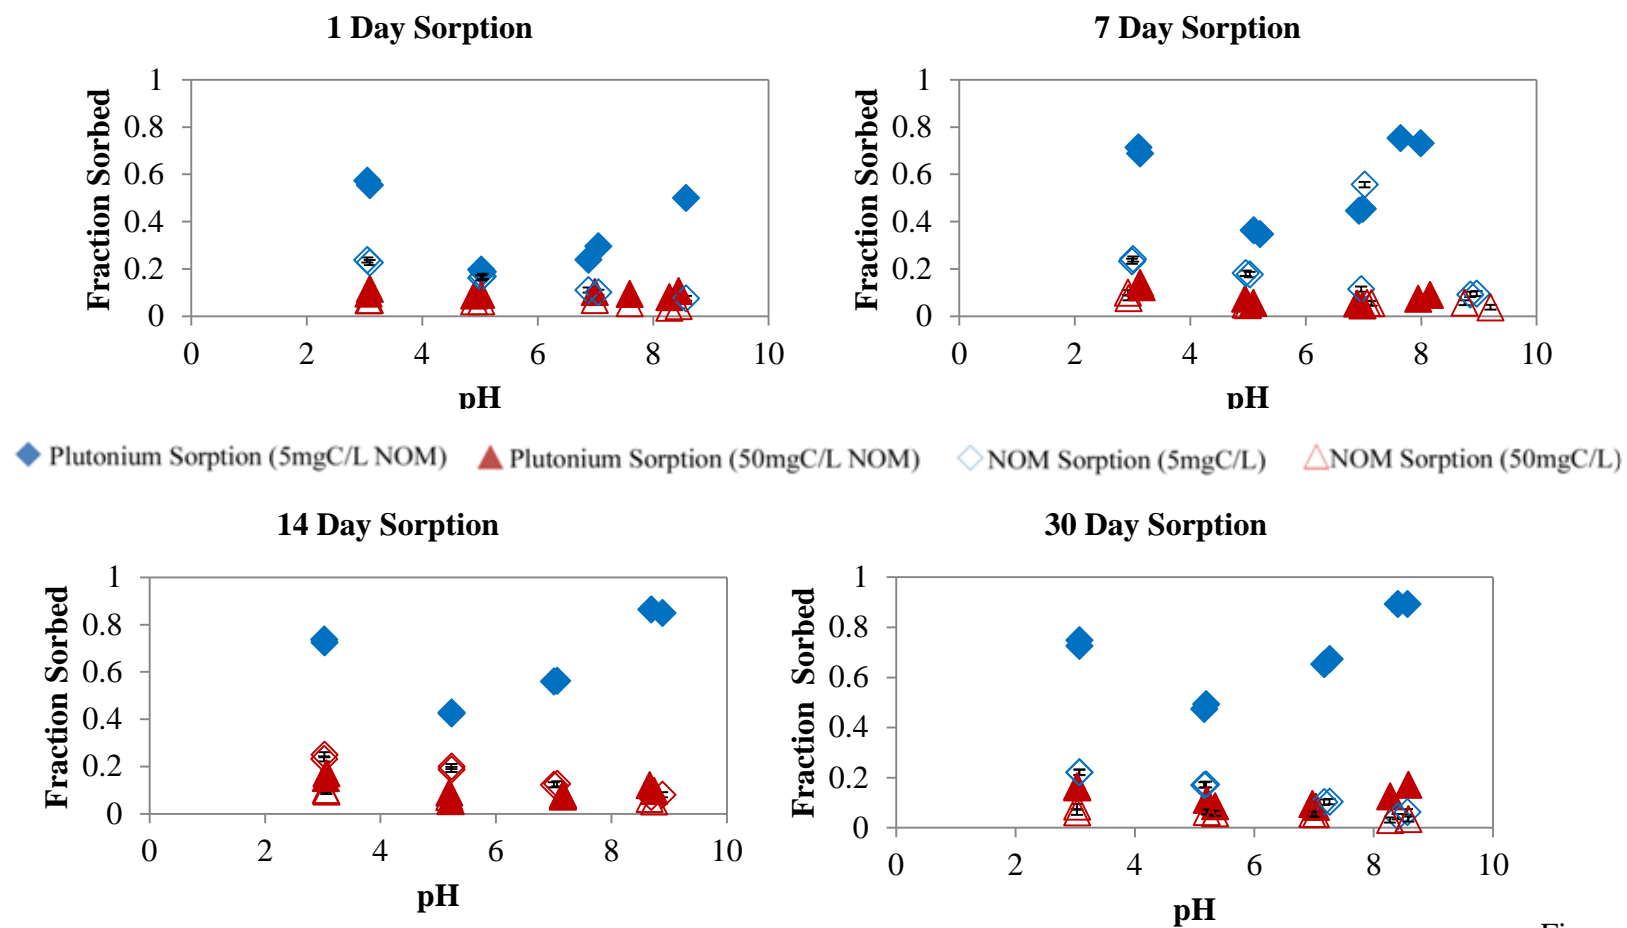 1 Day Sorption
7 Day Sorption
Fraction Sorbed
1
0.8
0.6
0.4
0.2
0
0 2 4 6 8 10
pH
Fraction Sorbed
1
0.8
0.6
0.4
0.2
0
0 2 4 6 8 10
pH
Plutonium Sorption (5mgC/L NOM) Plutonium Sorption (50mgC/L NOM) NOM Sorption (5mgC/L) NOM Sorption (50mgC/L)
14 Day Sorption
30 Day Sorption
Fraction Sorbed
1
0.8
0.6
0.4
0.2
0
0 2 4 6 8 10
pH
Fraction Sorbed
1
0.8
0.6
0.4
0.2
0
0 2 4 6 8 10
pH